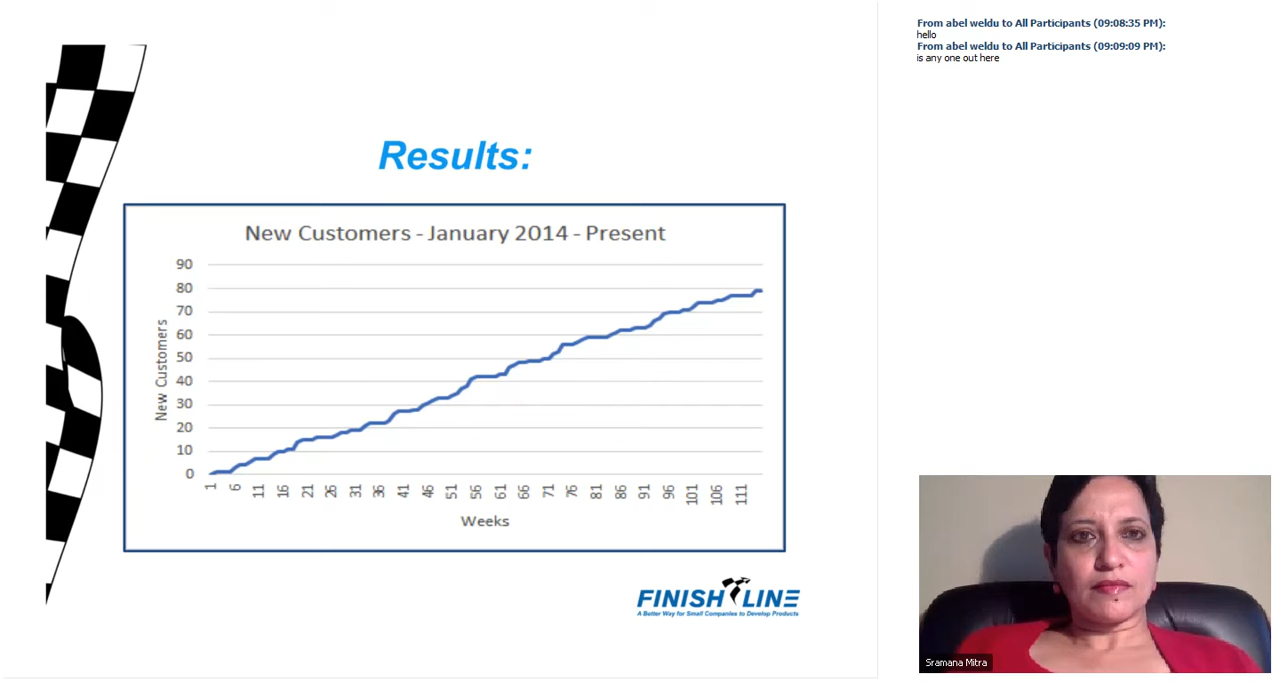 Results:
New Customers - January 2014 - Present
New Customers
90
80
70
60
50
40
30
20
10
0
1 6 11 16 21 26 31 36 41 46 51 56 61 66 71 76 81 86 91 96 101 106 111
Weeks
FINISH LINE
A Better Way for Small Companies to Develop Products
From abel weldu to All Participants (09:08:35 PM):
hello
From abel weldu to All Participants (09:09:09 PM):
is any one out here
Sramana Mitra